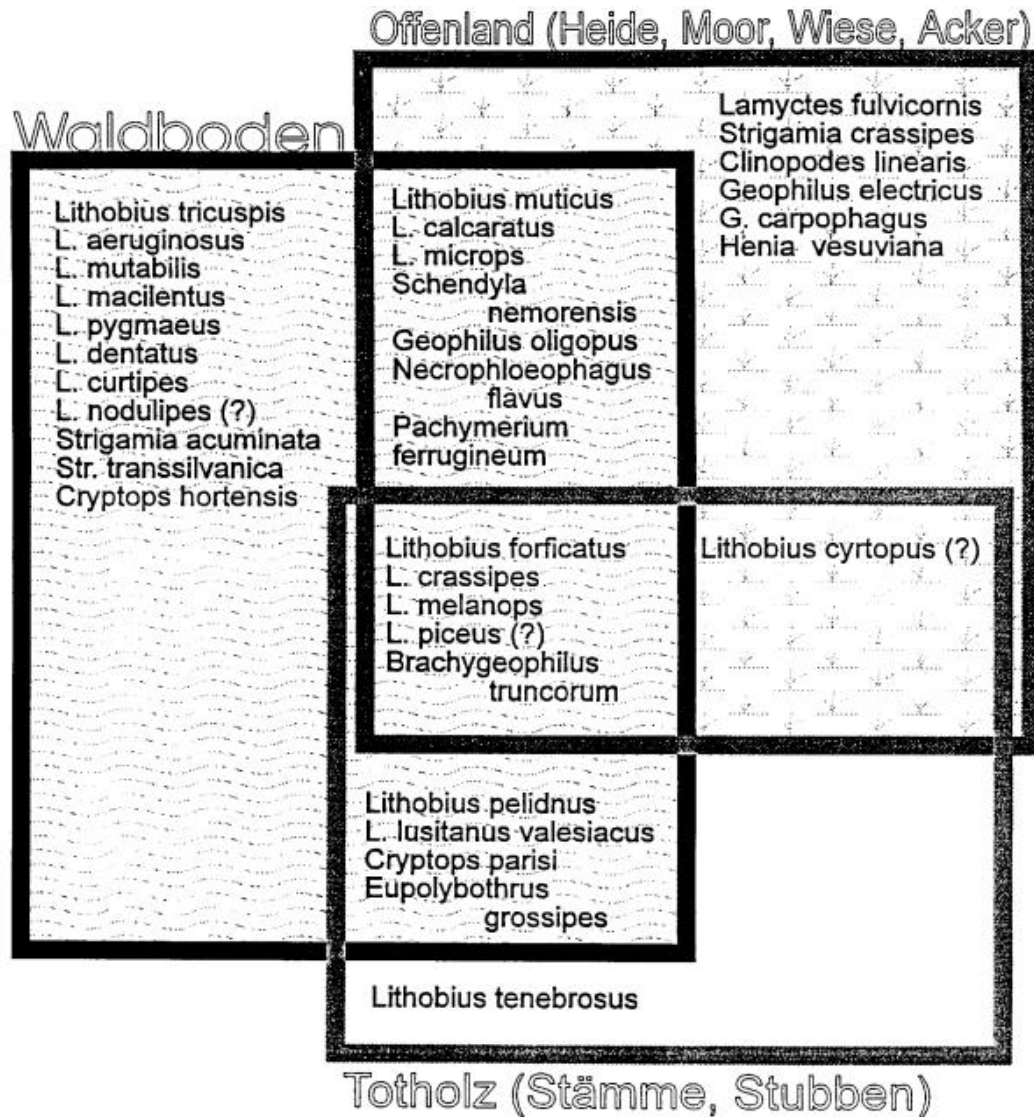 Offenland (Heide, Moor, Wiese, Acker)
Lamyctes fulvicornis
Strigamia crassipes
Clinopodes linearis
Geophilus electricus
G. carpophagus
Henia vesuviana
Waldboden
Lithobius tricuspis
L. aeruginosus
L. mutabilis
L. macilentus
L. pygmaeus
L. dentatus
L. curtipes
L. nodulipes (?)
Strigamia acuminata
Str. transsilvanica
Cryptops hortensis
Lithobius muticus
L. calcaratus
L. microps
Schendyla
nemorensis
Geophilus oligopus
Necrophloeophagus
flavus
Pachymerium
ferrugineum
Lithobius forficatus
L. crassipes
L. melanops
L. piceus (?)
Brachygeophilus
truncorum
Lithobius cyrtopus (?)
Lithobius pelidnus
L. lusitanus valesiacus
Cryptops parisi
Eupolybothrus
grossipes
Lithobius tenebrosus
Totholz (Stämme, Stubben)